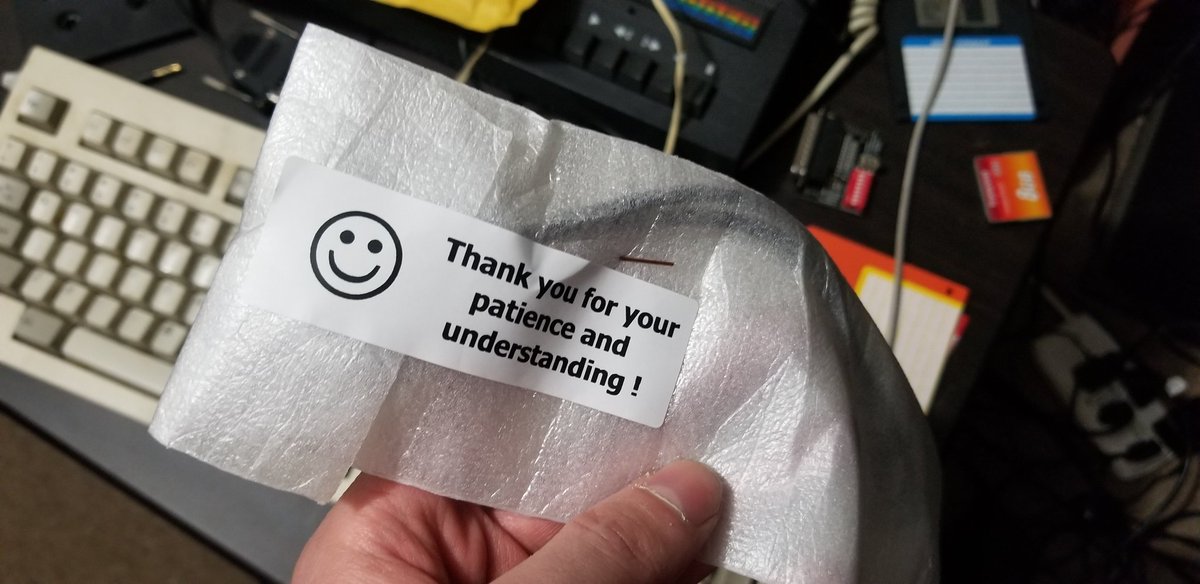 Thank you for your
patience and
understanding !